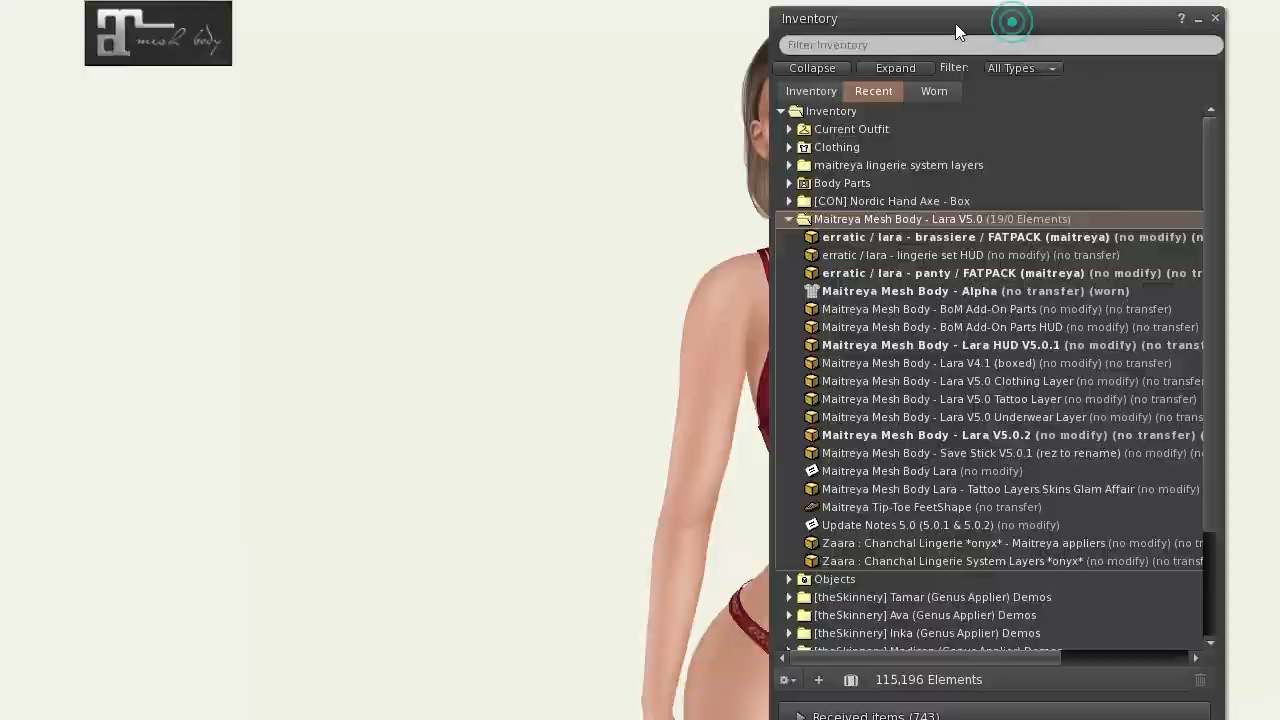 mesh body
Inventory
Filter Inventory
Collapse Expand Filter: All Types
Inventory Recent Worn
Inventory
Current Outfit
Clothing
maitreya lingerie system layers
Body Parts
[CON] Nordic Hand Axe - Box
Maitreya Mesh Body - Lara V5.0 (19/0 Elements)
erratic / lara - brassiere / FATPACK (maitreya) (no modify) (n
erratic / lara - lingerie set HUD (no modify) (no transfer)
erratic / lara - panty / FATPACK (maitreya) (no modify) (no tr
Maitreya Mesh Body - Alpha (no transfer) (worn)
Maitreya Mesh Body - BoM Add-On Parts (no modify) (no transfer)
Maitreya Mesh Body - BoM Add-On Parts HUD (no modify) (no transfer)
Maitreya Mesh Body - Lara HUD V5.0.1 (no modify) (no transf
Maitreya Mesh Body - Lara V4.1 (boxed) (no modify) (no transfer)
Maitreya Mesh Body - Lara V5.0 Clothing Layer (no modify) (no transfer
Maitreya Mesh Body - Lara V5.0 Tattoo Layer (no modify) (no transfer)
Maitreya Mesh Body - Lara V5.0 Underwear Layer (no modify) (no trans
Maitreya Mesh Body - Lara V5.0.2 (no modify) (no transfer) (
Maitreya Mesh Body - Save Stick V5.0.1 (rez to rename) (no modify) (no
Maitreya Mesh Body Lara (no modify)
Maitreya Mesh Body Lara - Tattoo Layers Skins Glam Affair (no modify)
Maitreya Tip-Toe FeetShape (no transfer)
Update Notes 5.0 (5.0.1 & 5.0.2) (no modify)
Zaara : Chanchal Lingerie *onyx* - Maitreya appliers (no modify) (no tr
Zaara : Chanchal Lingerie System Layers *onyx* (no modify) (no transf
Objects
[theSkinnery] Tamar (Genus Applier) Demos
[theSkinnery] Ava (Genus Applier) Demos
[theSkinnery] Inka (Genus Applier) Demos
[theSkinnery] Madison (Genus Applier) Demos
115,196 Elements
Received items (743)